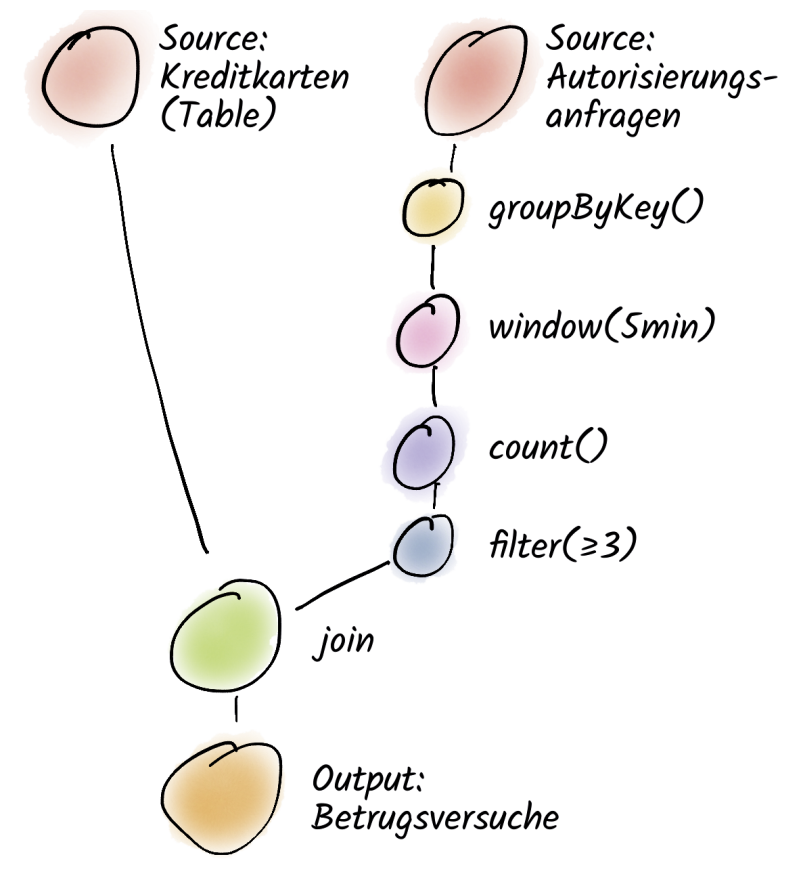 Source:
Kreditkarten
(Table)
Source:
Autorisierungs-
anfragen
groupByKey()
window(5min)
count()
filter(≥3)
join
Output:
Betrugsversuche